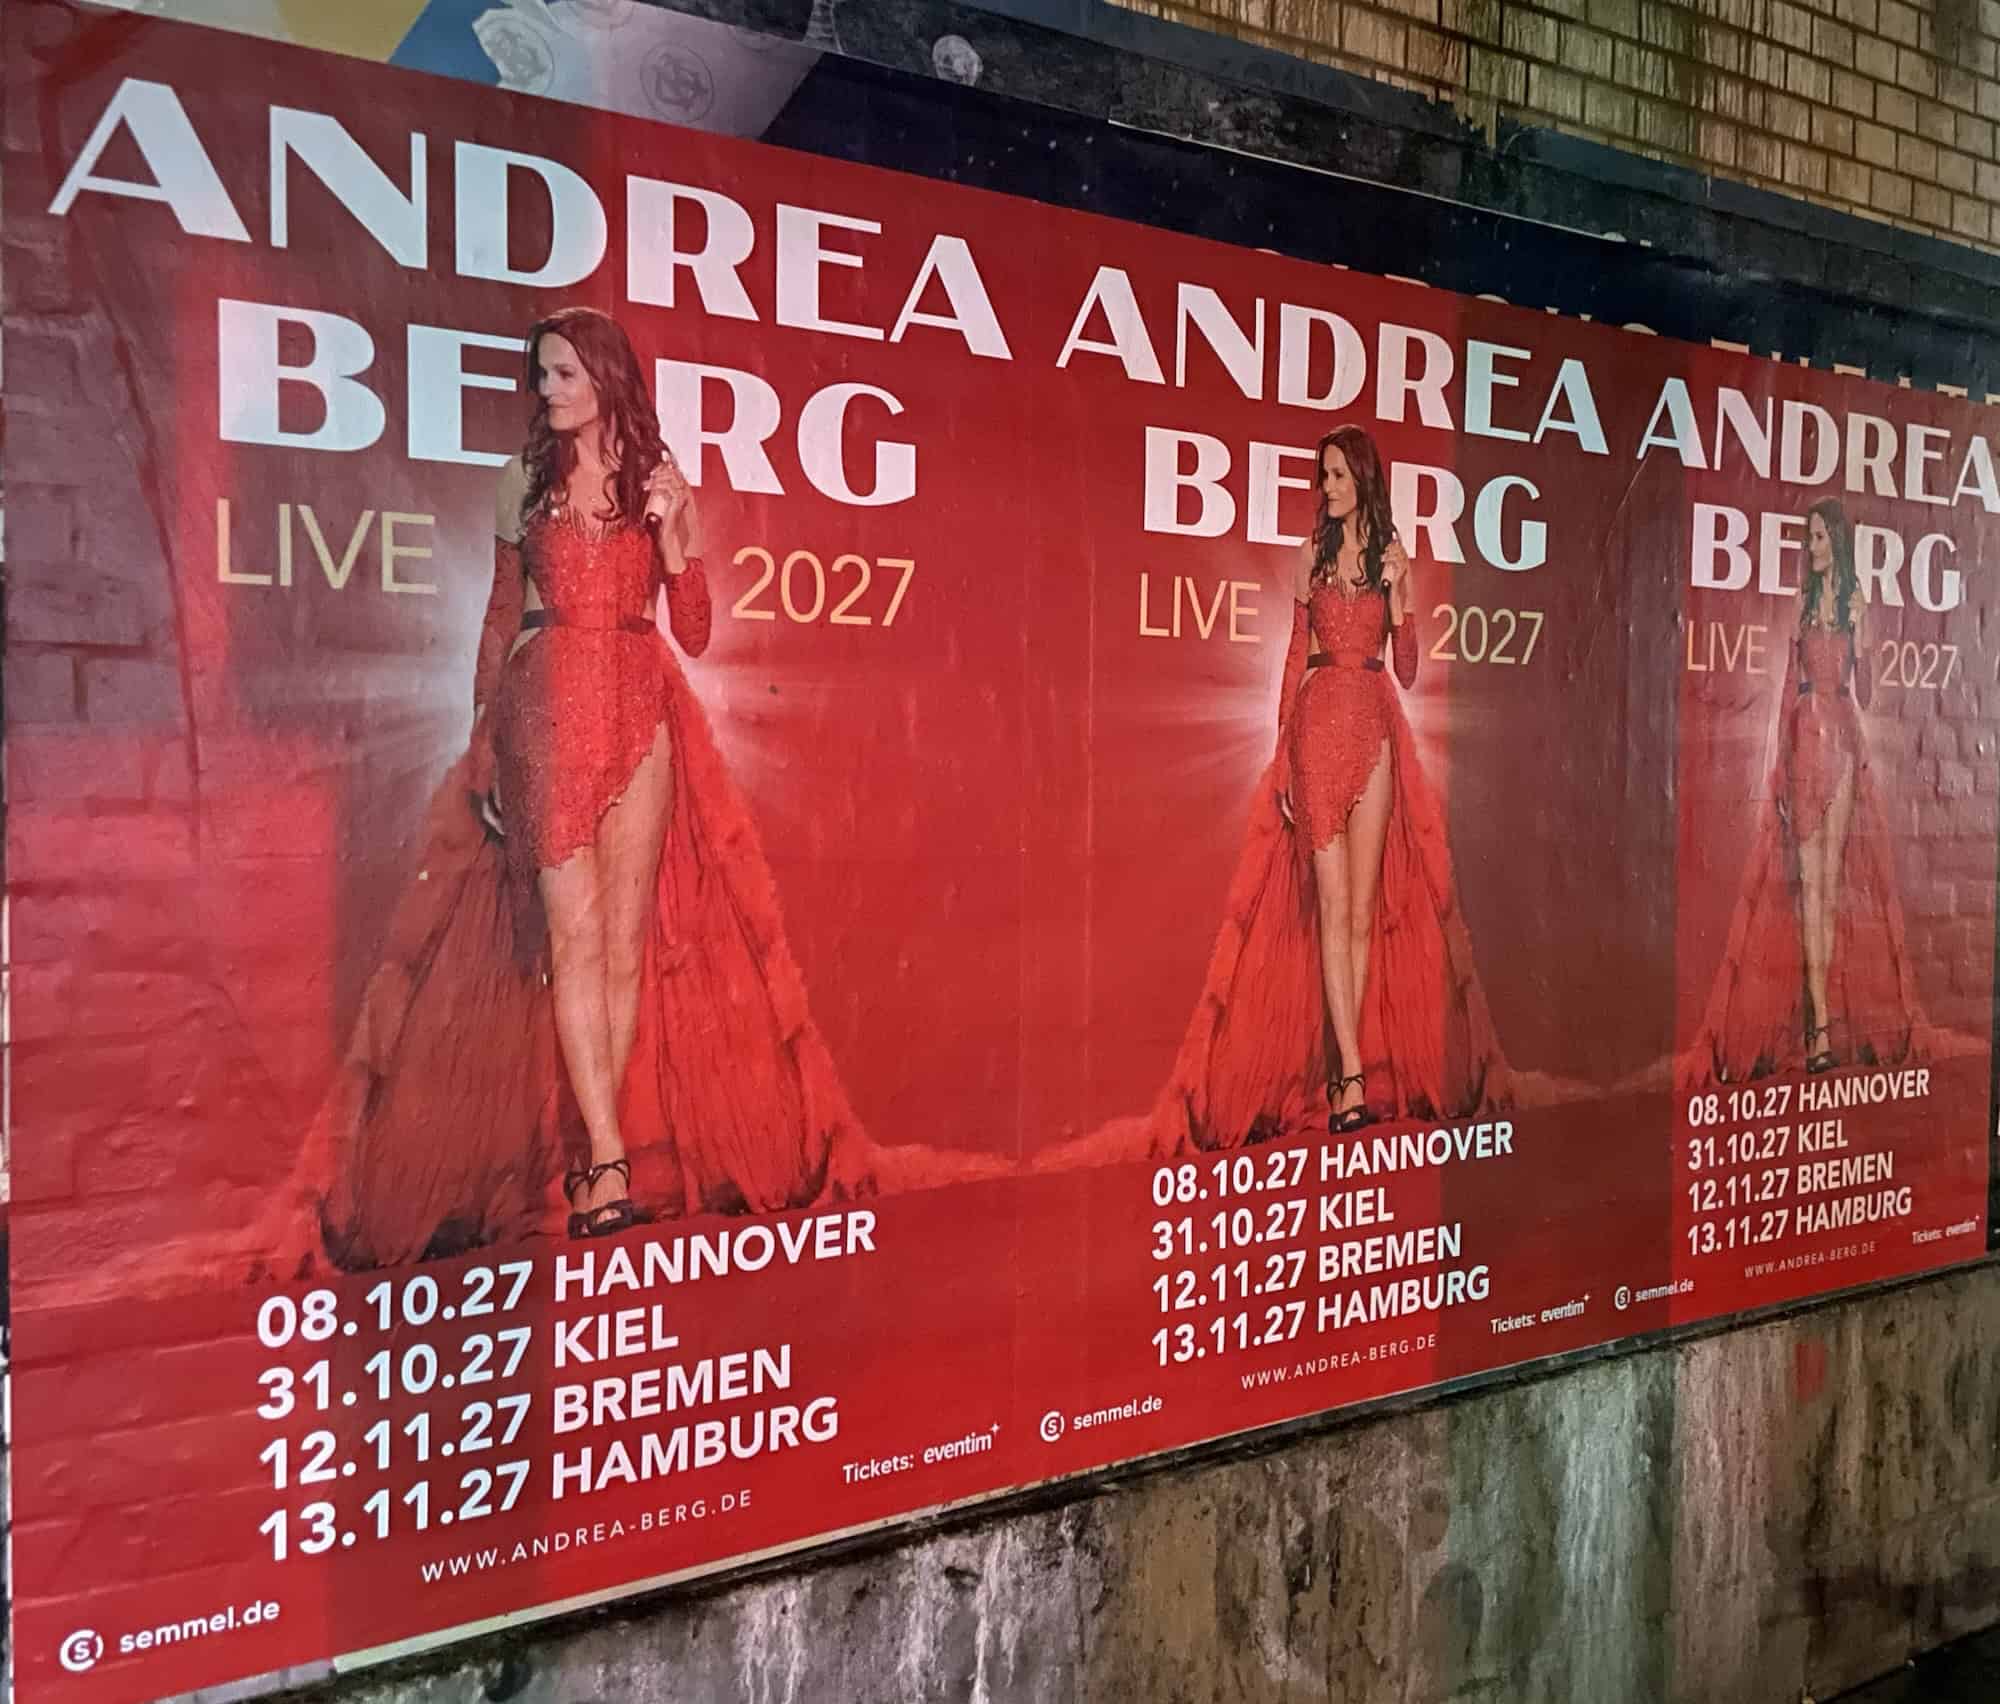 ANDREA
BERG
LIVE 2027
08.10.27 HANNOVER
31.10.27 KIEL
12.11.27 BREMEN
13.11.27 HAMBURG
WWW.ANDREA-BERG.DE
semmel.de
Tickets: eventim
ANDREA
BERG
LIVE 2027
08.10.27 HANNOVER
31.10.27 KIEL
12.11.27 BREMEN
13.11.27 HAMBURG
WWW.ANDREA-BERG.DE
semmel.de
Tickets: eventim
ANDREA
BERG
LIVE 2027
08.10.27 HANNOVER
31.10.27 KIEL
12.11.27 BREMEN
13.11.27 HAMBURG
WWW.ANDREA-BERG.DE
semmel.de
Tickets: eventim